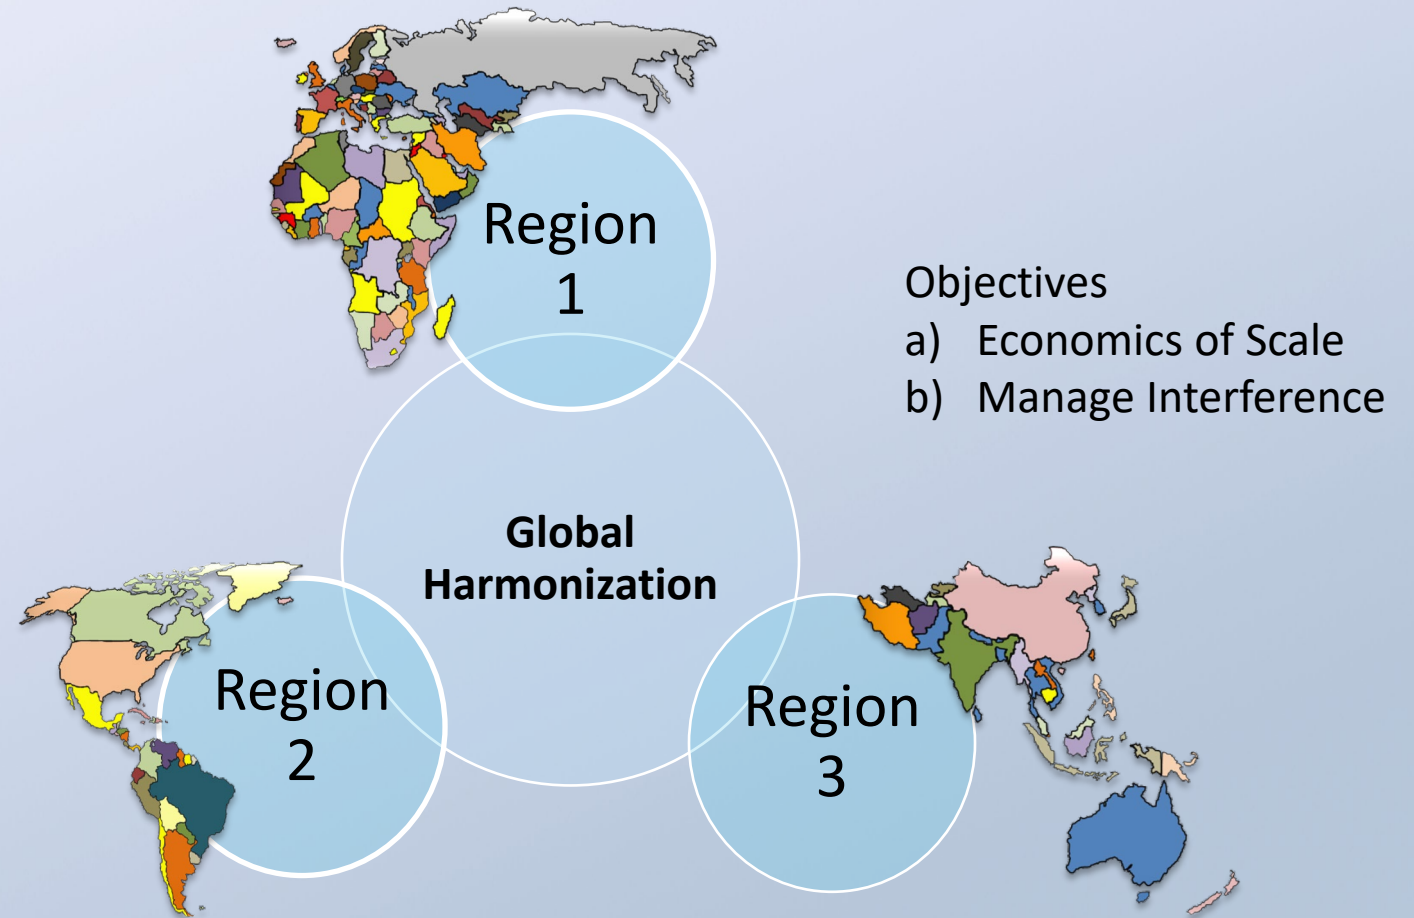 Region
1
Objectives
a) Economics of Scale
b) Manage Interference
Global
Harmonization
Region
2
Region
3